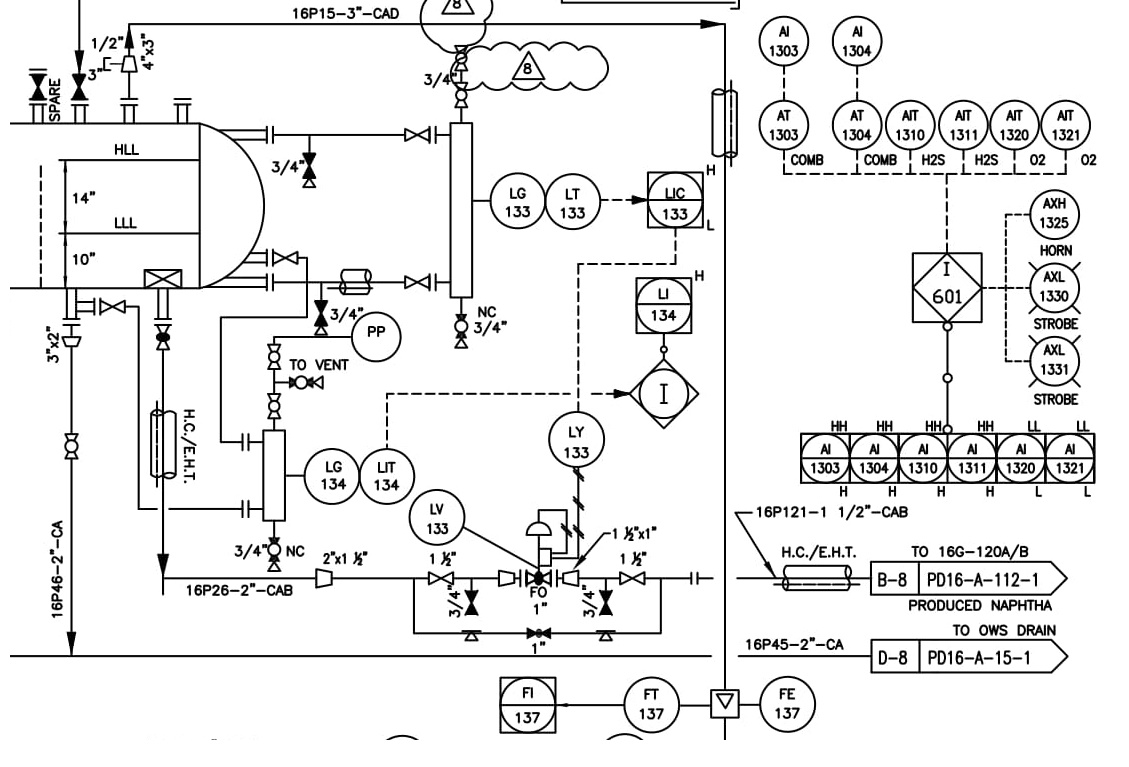 8
16P15-3"-CAD
1/2"
3"
4"x3"
SPARE
3/4"
8
HLL
14"
LLL
10"
3/4"
3/4"
LG
133
LT
133
H
LIC
133
L
NC
3/4"
H
LI
134
I
PP
TO VENT
3"x2"
H.C./E.H.T.
LG
134
LIT
134
LY
133
LV
133
3/4"
NC
2"x1 ½"
1 ½"
1 ½"x1"
1 ½"
16P46-2"-CA
16P26-2"-CAB
3/4"
FO
1"
3/4"
1"
AI
1303
AI
1304
AT
1303
AT
1304
AIT
1310
AIT
1311
AIT
1320
AIT
1321
COMB
COMB
H2S
H2S
O2
O2
I
601
AXH
1325
HORN
AXL
1330
STROBE
AXL
1331
STROBE
HH HH HH HH LL LL
AI
1303
AI
1304
AI
1310
AI
1311
AI
1320
AI
1321
H H H H L L
16P121-1 1/2"-CAB
H.C./E.H.T.
TO 16G-120A/B
B-8 PD16-A-112-1
PRODUCED NAPHTHA
TO OWS DRAIN
16P45-2"-CA
D-8 PD16-A-15-1
FI
137
FT
137
FE
137